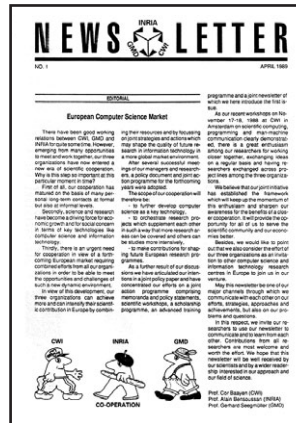 INRIA
NEWSLETTER
GMD CWI
NO. 1
APRIL 1989
EDITORIAL
European Computer Science Market
There have been good working
relations between CWI, GMD and
INRIA for quite some time. However,
emerging from many opportunities
to meet and work together, our three
organizations have now entered a
new era of scientific cooperation.
Why is this step so important at this
particular moment in time?
First of all, our cooperation has
matured on the basis of many per-
sonal long-term contacts at formal
but also at informal levels.
Secondly, science and research
have become a driving force for eco-
nomic growth and for social concern
in terms of key technologies like
computer science and information
technology.
Thirdly, there is an urgent need
for cooperation in view of a forth-
coming European market requiring
combined efforts from all our organi-
zations in order to be able to meet
the opportunities and challenges of
such a new dynamic environment.
In view of this development, our
three organizations can achieve
more and can intensify their scienti-
fic contribution in Europe by combin-
ing their resources and by focussing
on joint strategies and actions which
may shape the quality of future re-
search in information technology in
a more global market environment.
After several successful meet-
ings of our managers and research-
ers, a policy document and joint ac-
tion programme for the forthcoming
years was adopted.
The scope of our cooperation will
therefore be:
- to further develop computer
science as a key technology,
- to orchestrate research pro-
jects which supplement each other
in such a way that more research ar-
eas can be covered and others can
be studied more intensively,
- to make contributions for shap-
ing future European research pro-
grammes.
As a further result of our discus-
sions we have articulated our inten-
tions in a joint policy paper and have
concentrated our efforts on a joint
action programme comprising
memoranda and policy statements,
scientific workshops, a scholarship
programme, an advanced training
programme and a joint newsletter of
which we here introduce the first is-
sue.
As our recent workshops on No-
vember 17-18, 1988 at CWI in
Amsterdam on scientific computing,
programming and man-machine
communication clearly demonstrat-
ed, there is a great enthusiasm
among our researchers for working
closer together, exchanging ideas
on a regular basis and having re-
searchers exchanged across pro-
ject lines among the three organiza-
tions.
We believe that our joint initiative
has established the framework
which will keep up the momentum of
this enthusiasm and sharpen our
awareness for the benefits of a clos-
er cooperation. It will provide the co-
herency for all of us to serve the
scientific community and our econo-
mies better.
Besides, we would like to point
out that we also consider the effort of
our three organizations as an invita-
tion to other computer science and
information technology research
centres in Europe to join us in our
venture.
May this newsletter be one of our
major channels through which we
communicate with each other on our
efforts, strategies, approaches and
achievements, but also on our pro-
blems and questions.
In this respect, we invite our re-
searchers to use our newsletter to
communicate and to learn from each
other. Contributions from all re-
searchers are most welcome and
worth the effort. We hope that this
newsletter will be well received by
our scientists and by a wider reader-
ship interested in our approach and
our field of science.
Prof. Cor Baayen (CWI)
Prof. Alain Bensoussan (INRIA)
Prof. Gerhard Seegmüller (GMD)
CWI
INRIA
GMD
CO-OPERATION